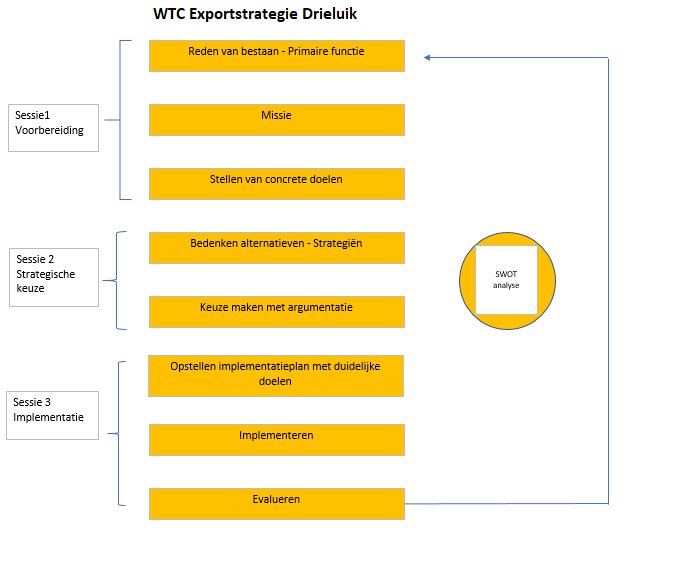 WTC Exportstrategie Drieluik
Reden van bestaan - Primaire functie
Sessie1
Voorbereiding
Missie
Stellen van concrete doelen
Sessie 2
Strategische
keuze
Bedenken alternatieven - Strategiën
Keuze maken met argumentatie
SWOT
analyse
Sessie 3
Implementatie
Opstellen implementatieplan met duidelijke
doelen
Implementeren
Evalueren